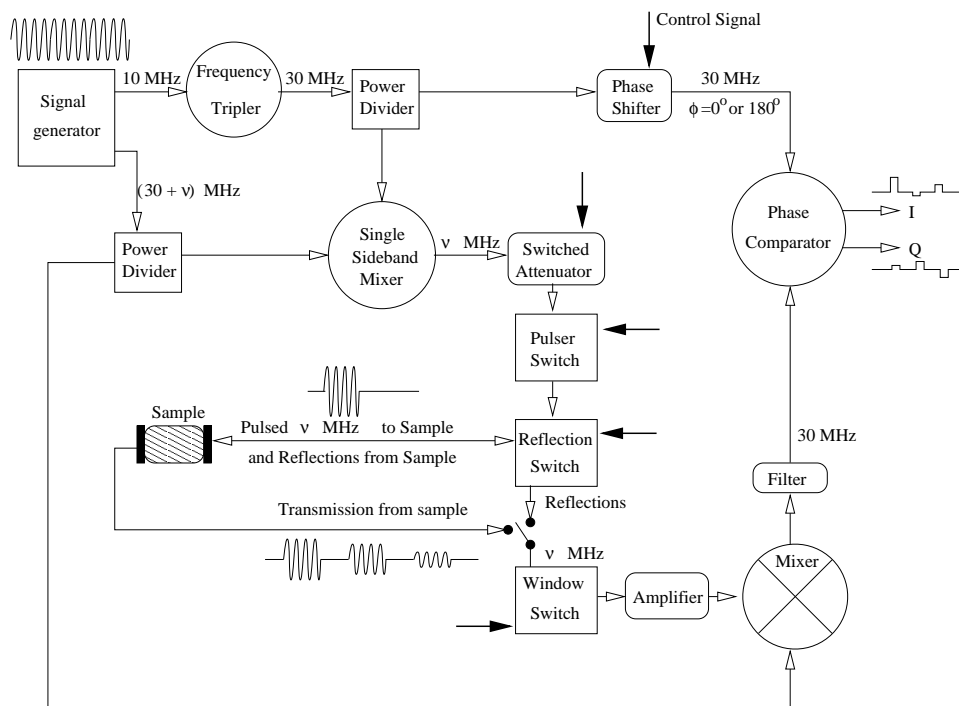 Control Signal
10 MHz
Frequency
Tripler
30 MHz
Power
Divider
Phase
Shifter
30 MHz
ϕ=0° or 180°
Signal
generator
(30 + ν) MHz
Power
Divider
Single
Sideband
Mixer
ν MHz
Switched
Attenuator
Phase
Comparator
I
Q
Pulser
Switch
Sample
Pulsed ν MHz to Sample
and Reflections from Sample
Reflection
Switch
30 MHz
Filter
Reflections
Transmission from sample
ν MHz
Window
Switch
Amplifier
Mixer